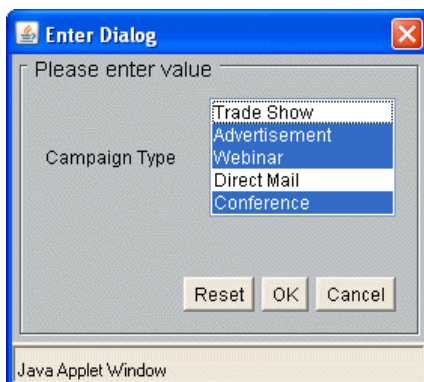 Enter Dialog
Please enter value
Campaign Type
Trade Show
Advertisement
Webinar
Direct Mail
Conference
Reset OK Cancel
Java Applet Window